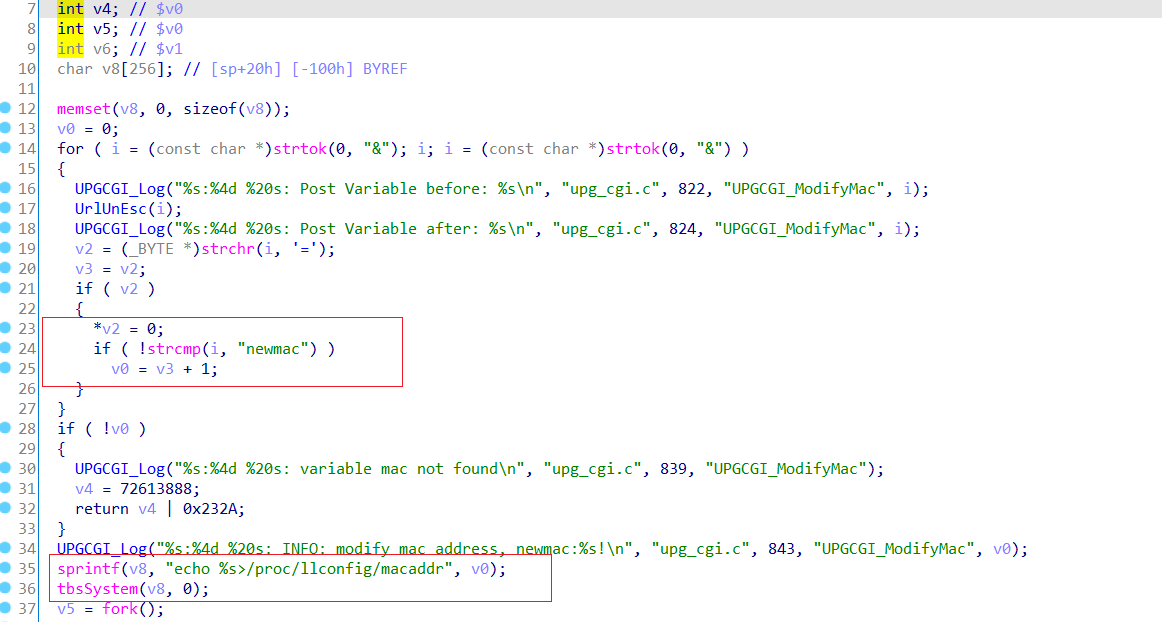 7 int v4; // $v0
8 int v5; // $v0
9 int v6; // $v1
10 char v8[256]; // [sp+20h] [-100h] BYREF
11
12 memset(v8, 0, sizeof(v8));
13 v0 = 0;
14 for ( i = (const char *)strtok(0, "&"); i; i = (const char *)strtok(0, "&") )
15 {
16 UPGCGI_Log("%s:%4d %20s: Post Variable before: %s\n", "upg_cgi.c", 822, "UPGCGI_ModifyMac", i);
17 UrlUnEsc(i);
18 UPGCGI_Log("%s:%4d %20s: Post Variable after: %s\n", "upg_cgi.c", 824, "UPGCGI_ModifyMac", i);
19 v2 = (_BYTE *)strchr(i, '=');
20 v3 = v2;
21 if ( v2 )
22 {
23 *v2 = 0;
24 if ( !strcmp(i, "newmac") )
25 v0 = v3 + 1;
26 }
27 }
28 if ( !v0 )
29 {
30 UPGCGI_Log("%s:%4d %20s: variable mac not found\n", "upg_cgi.c", 839, "UPGCGI_ModifyMac");
31 v4 = 72613888;
32 return v4 | 0x232A;
33 }
34 UPGCGI_Log("%s:%4d %20s: INFO: modify mac address, newmac:%s!\n", "upg_cgi.c", 843, "UPGCGI_ModifyMac", v0);
35 sprintf(v8, "echo %s>/proc/llconfig/macaddr", v0);
36 tbsSystem(v8, 0);
37 v5 = fork();